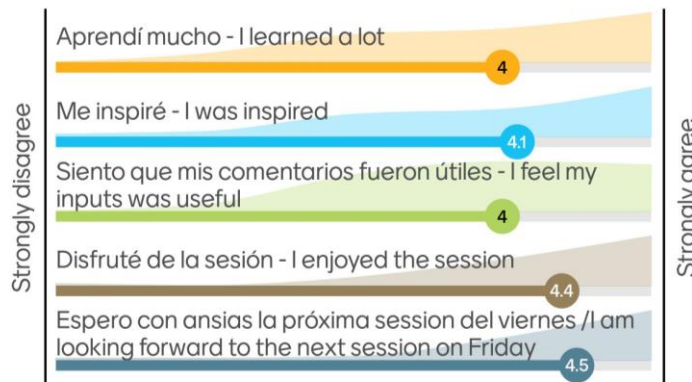 Strongly disagree
Aprendí mucho - I learned a lot
4
Me inspiré - I was inspired
4.1
Siento que mis comentarios fueron útiles - I feel my
inputs was useful
4
Disfruté de la sesión - I enjoyed the session
4.4
Espero con ansias la próxima session del viernes /I am
looking forward to the next session on Friday
4.5
Strongly agree